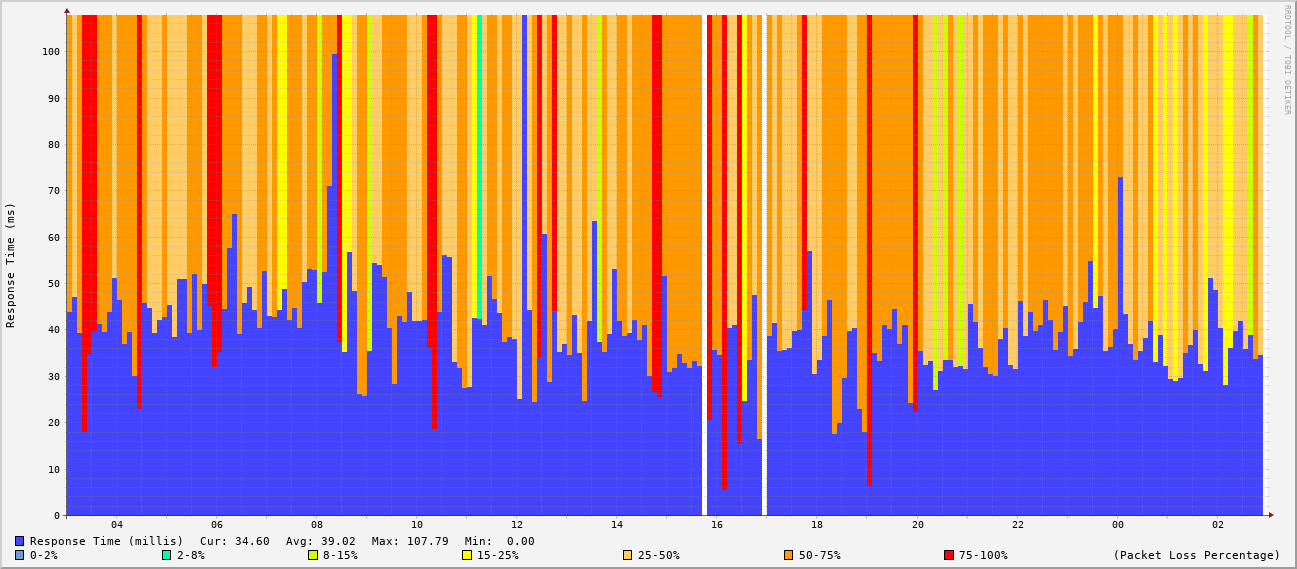 RRDTOOL / TOBI OETIKER
Response Time (ms)
100
90
80
70
60
50
40
30
20
10
0
04 06 08 10 12 14 16 18 20 22 00 02
Response Time (millis) Cur: 34.60 Avg: 39.02 Max: 107.79 Min: 0.00
0-2% 2-8% 8-15% 15-25% 25-50% 50-75% 75-100% (Packet Loss Percentage)